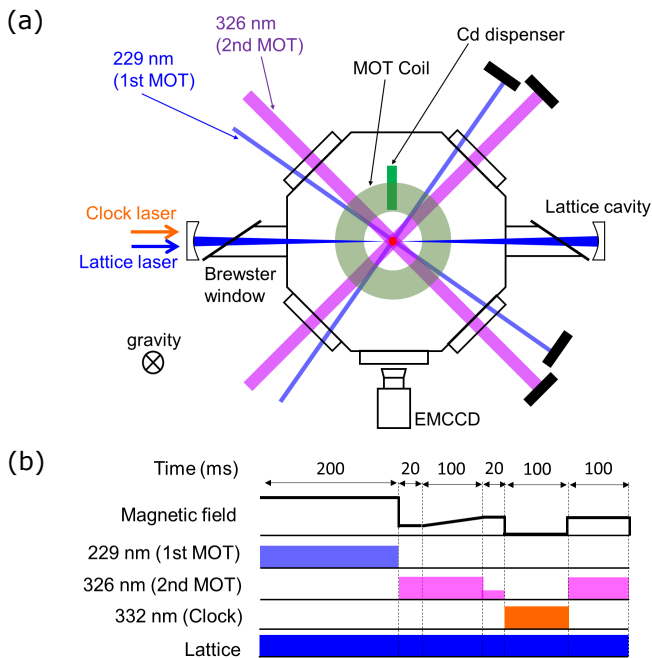 (a)
326 nm
(2nd MOT)
Cd dispenser
229 nm
(1st MOT)
MOT Coil
Clock laser
Lattice laser
Lattice cavity
Brewster
window
gravity
EMCCD
(b)
Time (ms)
200 20 100 20 100 100
Magnetic field
229 nm (1st MOT)
326 nm (2nd MOT)
332 nm (Clock)
Lattice